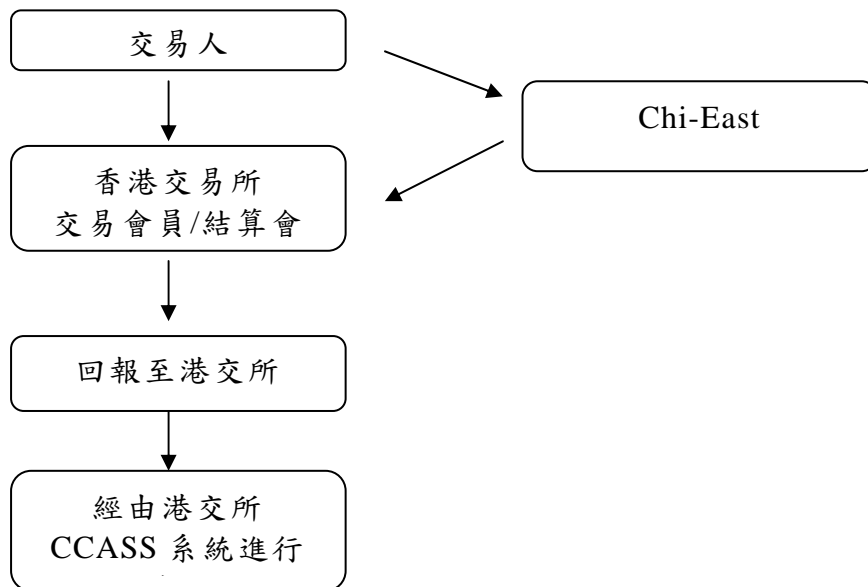 交易人
Chi-East
香港交易所
交易會員/結算會
回報至港交所
經由港交所
CCASS 系統進行